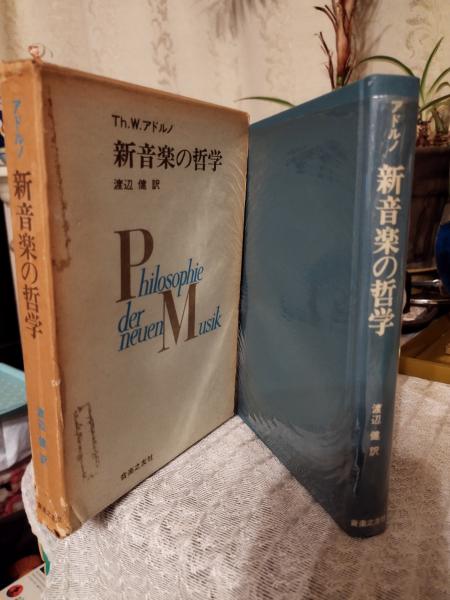 アドルノ
新音楽の哲学
渡辺 健 訳
音楽之友社
Th.W.アドルノ
新音楽の哲学
渡辺 健 訳
Philosophie
der
neuen Musik
音楽之友社
アドルノ
新音楽の哲学
渡辺 健 訳
音楽之友社